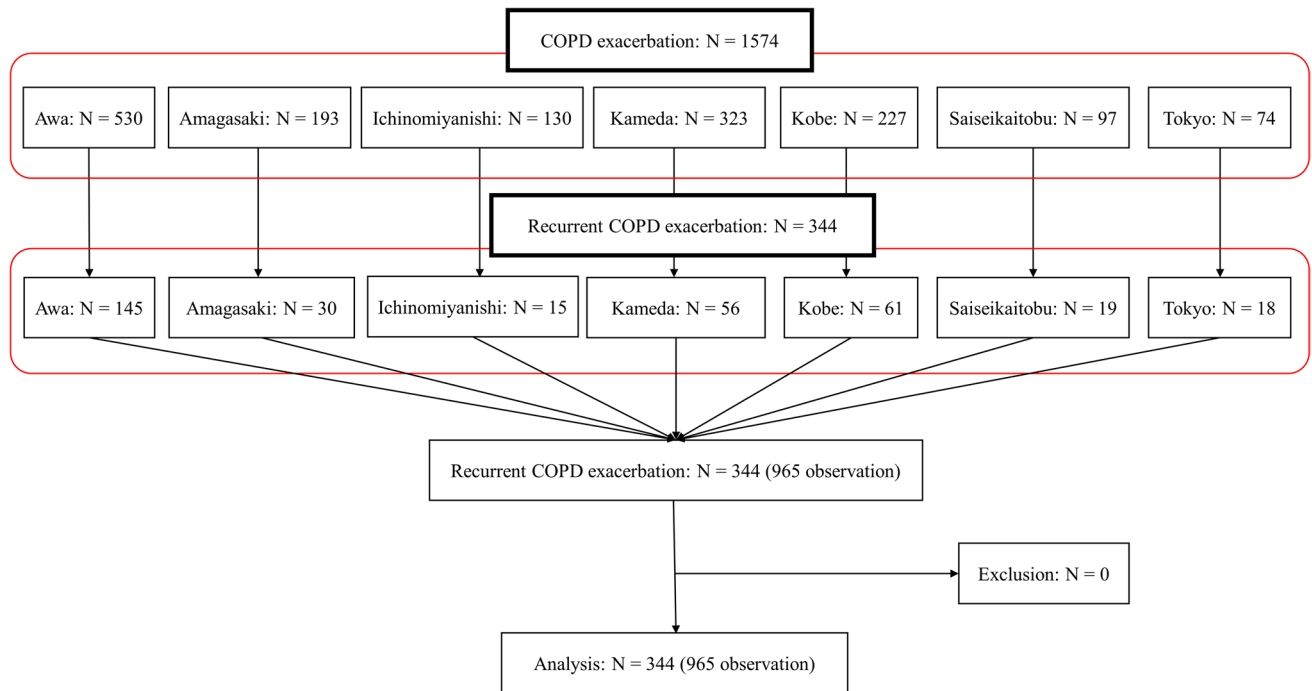 COPD exacerbation: N = 1574
Awa: N = 530
Amagasaki: N = 193
Ichinomiyanishi: N = 130
Kameda: N = 323
Kobe: N = 227
Saiseikaitobu: N = 97
Tokyo: N = 74
Recurrent COPD exacerbation: N = 344
Awa: N = 145
Amagasaki: N = 30
Ichinomiyanishi: N = 15
Kameda: N = 56
Kobe: N = 61
Saiseikaitobu: N = 19
Tokyo: N = 18
Recurrent COPD exacerbation: N = 344 (965 observation)
Exclusion: N = 0
Analysis: N = 344 (965 observation)